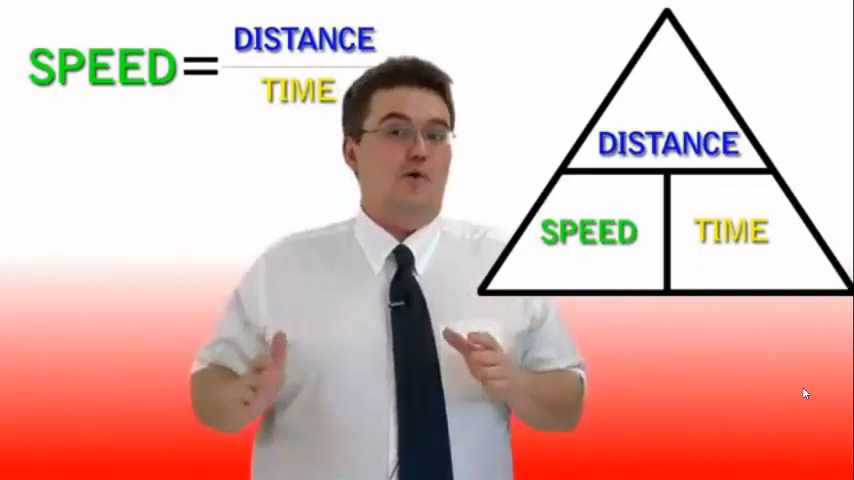 SPEED=
DISTANCE
TIME
DISTANCE
SPEED
TIME